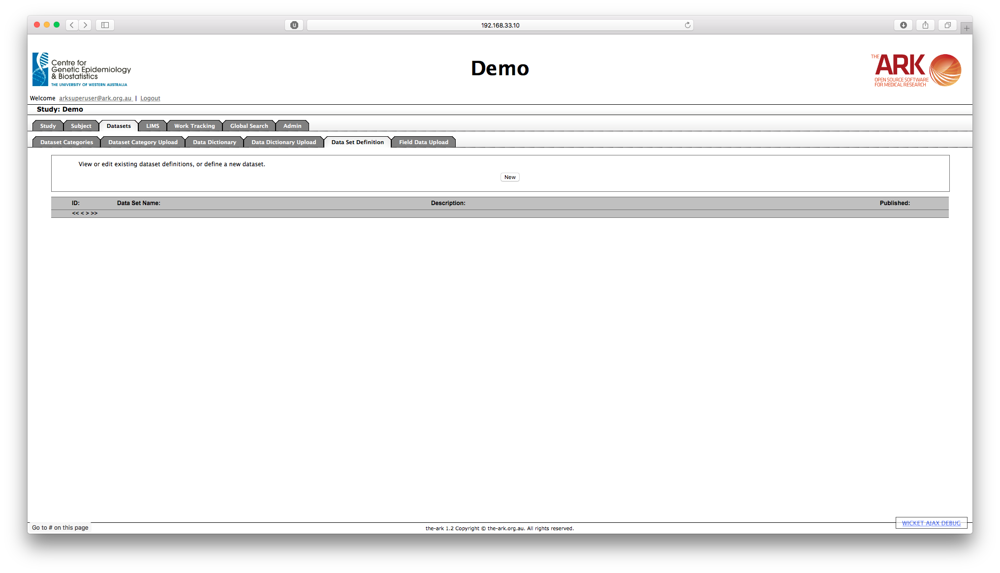 192.168.33.10
Centre for
Genetic Epidemiology
& Biostatistics
THE UNIVERSITY OF WESTERN AUSTRALIA
Demo
THE ARK
OPEN SOURCE SOFTWARE
FOR MEDICAL RESEARCH
Welcome arksuperuser@ark.org.au | Logout
Study: Demo
Study Subject Datasets LIMS Work Tracking Global Search Admin
Dataset Categories Dataset Category Upload Data Dictionary Data Dictionary Upload Data Set Definition Field Data Upload
View or edit existing dataset definitions, or define a new dataset.
New
ID: Data Set Name: Description: Published:
<< < > >>
WICKET AJAX DEBUG
Go to # on this page
the-ark 1.2 Copyright © the-ark.org.au. All rights reserved.